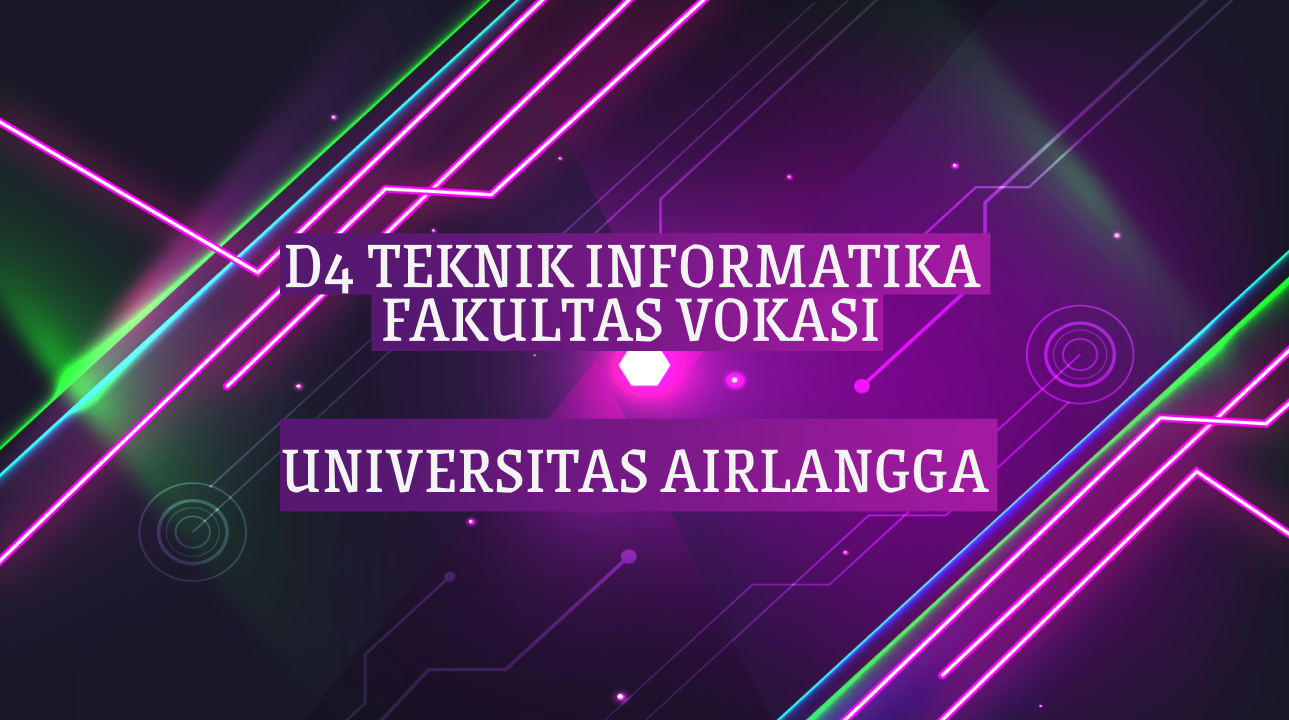 D4 TEKNIK INFORMATIKA
FAKULTAS VOKASI
UNIVERSITAS AIRLANGGA